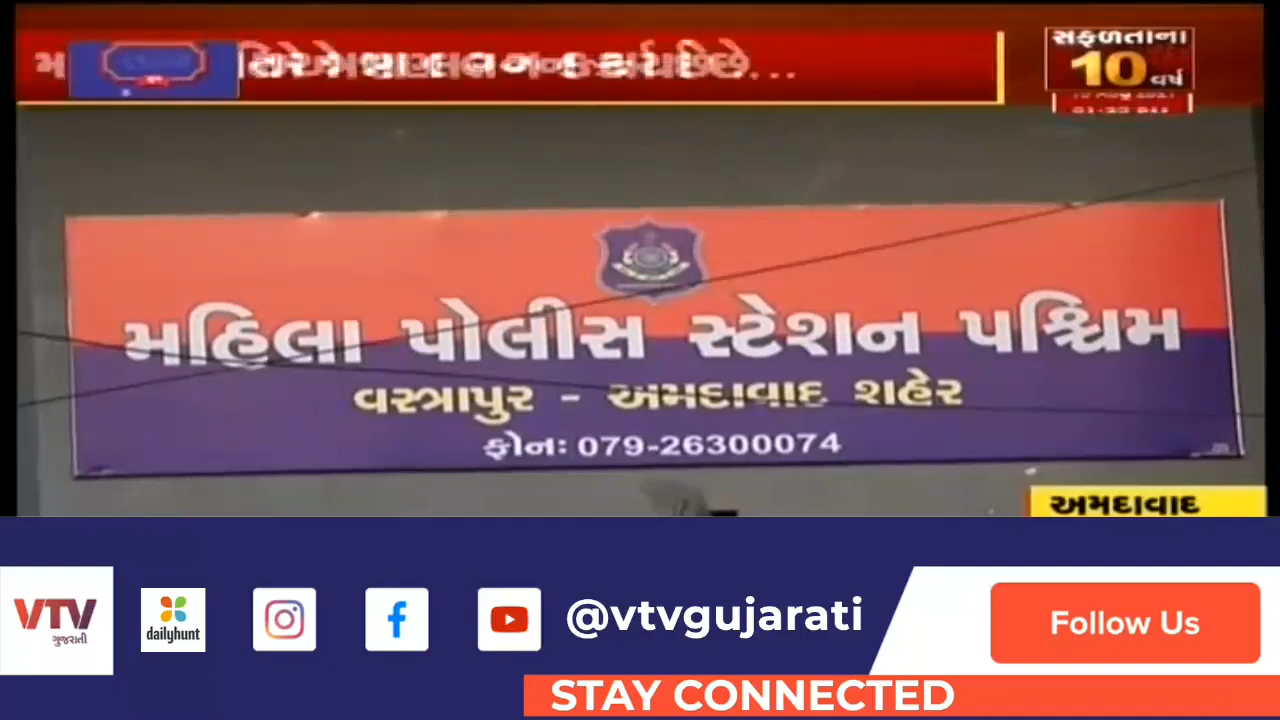 સફળતાના
10 વર્ષ
મહિલા પોલીસ સ્ટેશન પશ્ચિમ
વસ્ત્રાપુર - અમદાવાદ શહેર
ફોનઃ 079-26300074
અમદાવાદ
VTV
ગુજરાતી
dailyhunt
@vtvgujarati
Follow Us
STAY CONNECTED